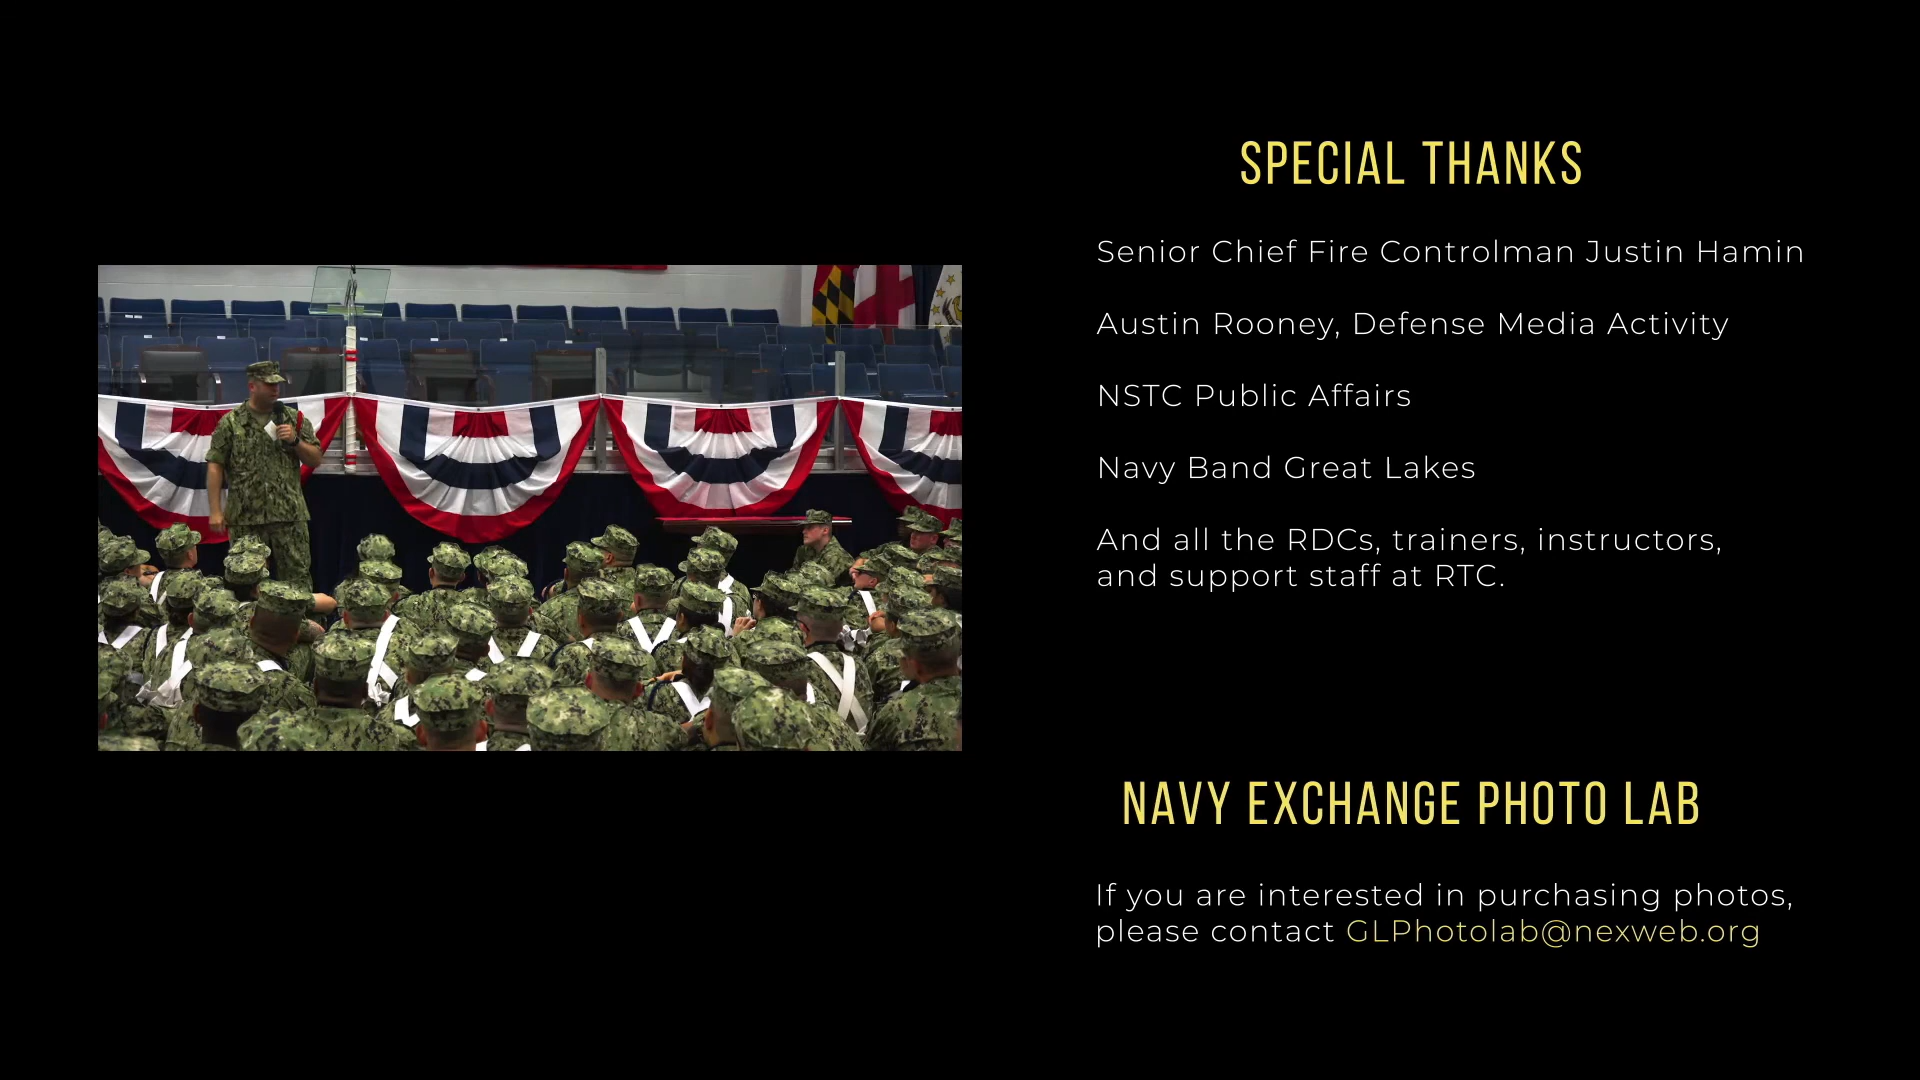 SPECIAL THANKS
Senior Chief Fire Controlman Justin Hamin
Austin Rooney, Defense Media Activity
NSTC Public Affairs
Navy Band Great Lakes
And all the RDCs, trainers, instructors,
and support staff at RTC.
NAVY EXCHANGE PHOTO LAB
If you are interested in purchasing photos,
please contact GLPhotolab@nexweb.org